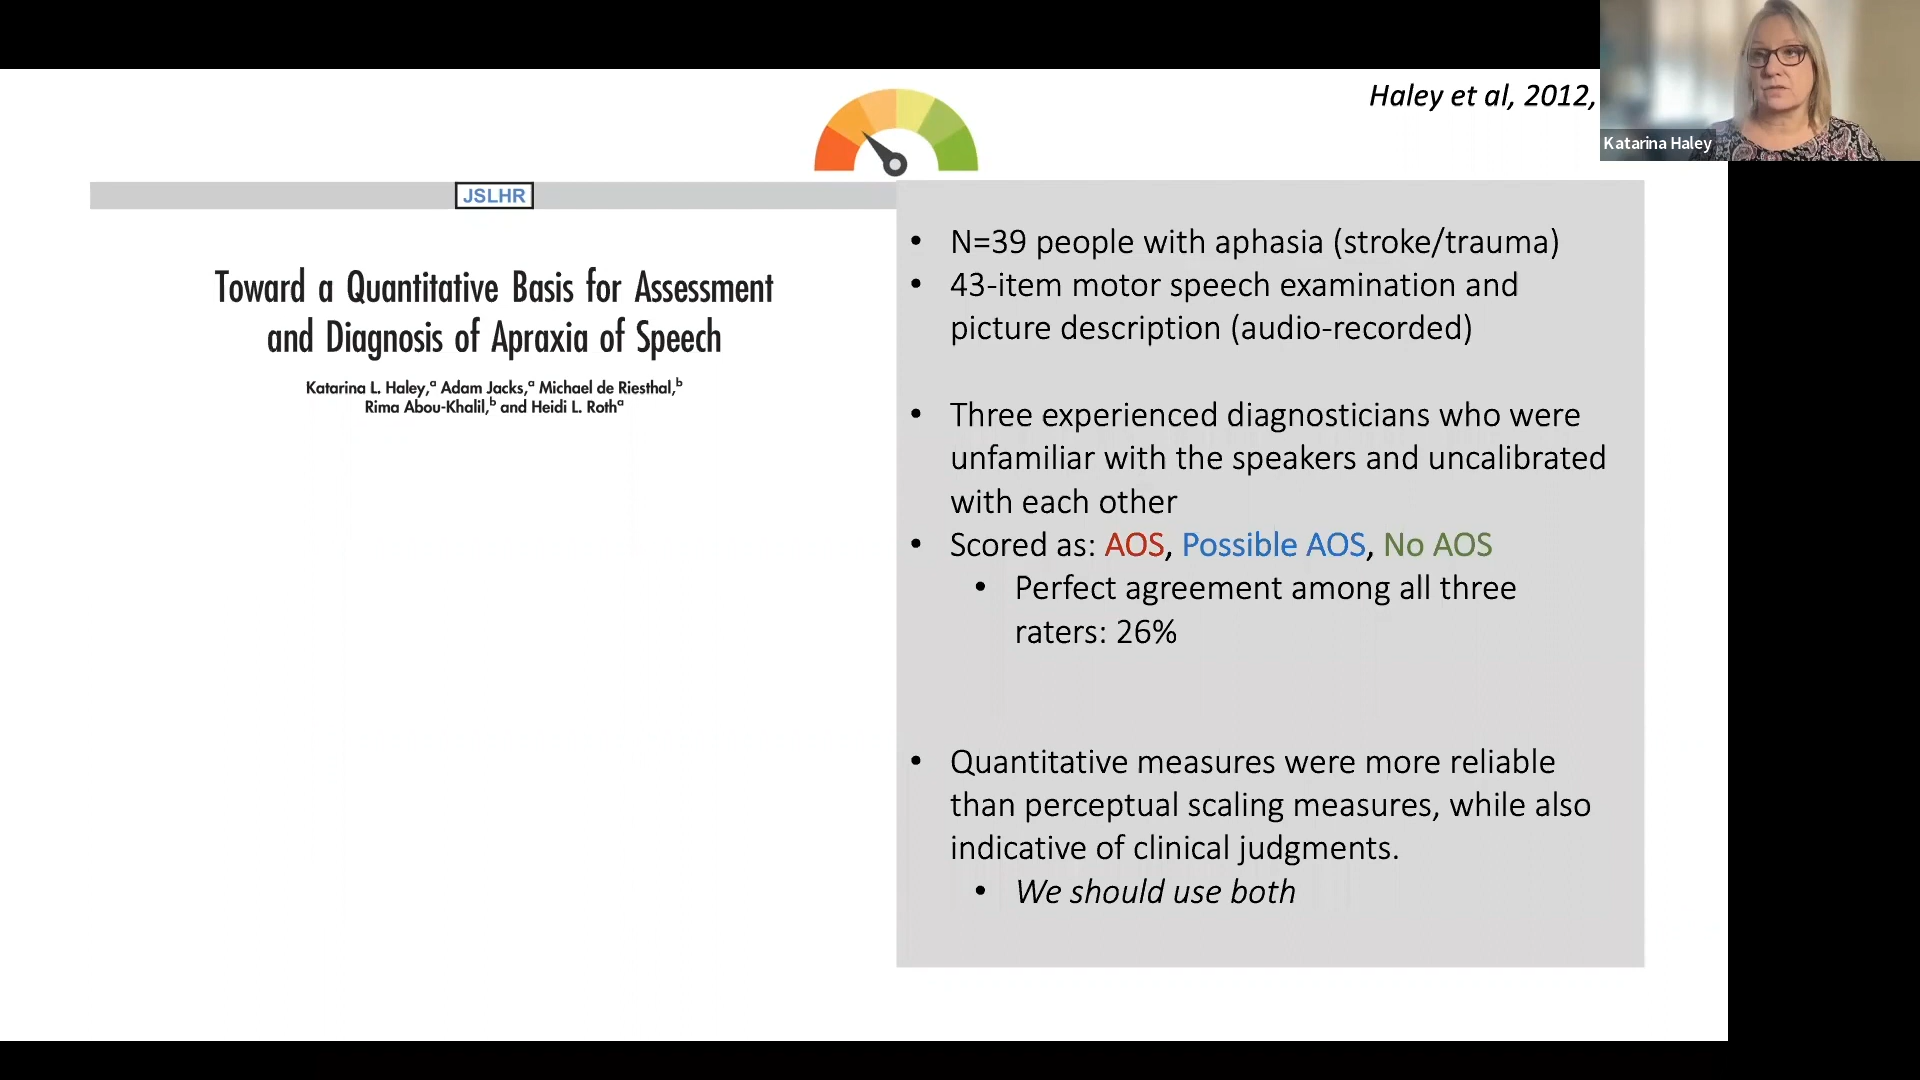 Haley et al, 2012,
Katarina Haley
JSLHR
Toward a Quantitative Basis for Assessment
and Diagnosis of Apraxia of Speech
Katarina L. Haley,ᵃ Adam Jacks,ᵃ Michael de Riesthal,ᵇ
Rima Abou-Khalil,ᵇ and Heidi L. Rothᵃ
• N=39 people with aphasia (stroke/trauma)
• 43-item motor speech examination and
picture description (audio-recorded)
• Three experienced diagnosticians who were
unfamiliar with the speakers and uncalibrated
with each other
• Scored as: AOS, Possible AOS, No AOS
• Perfect agreement among all three
raters: 26%
• Quantitative measures were more reliable
than perceptual scaling measures, while also
indicative of clinical judgments.
• We should use both